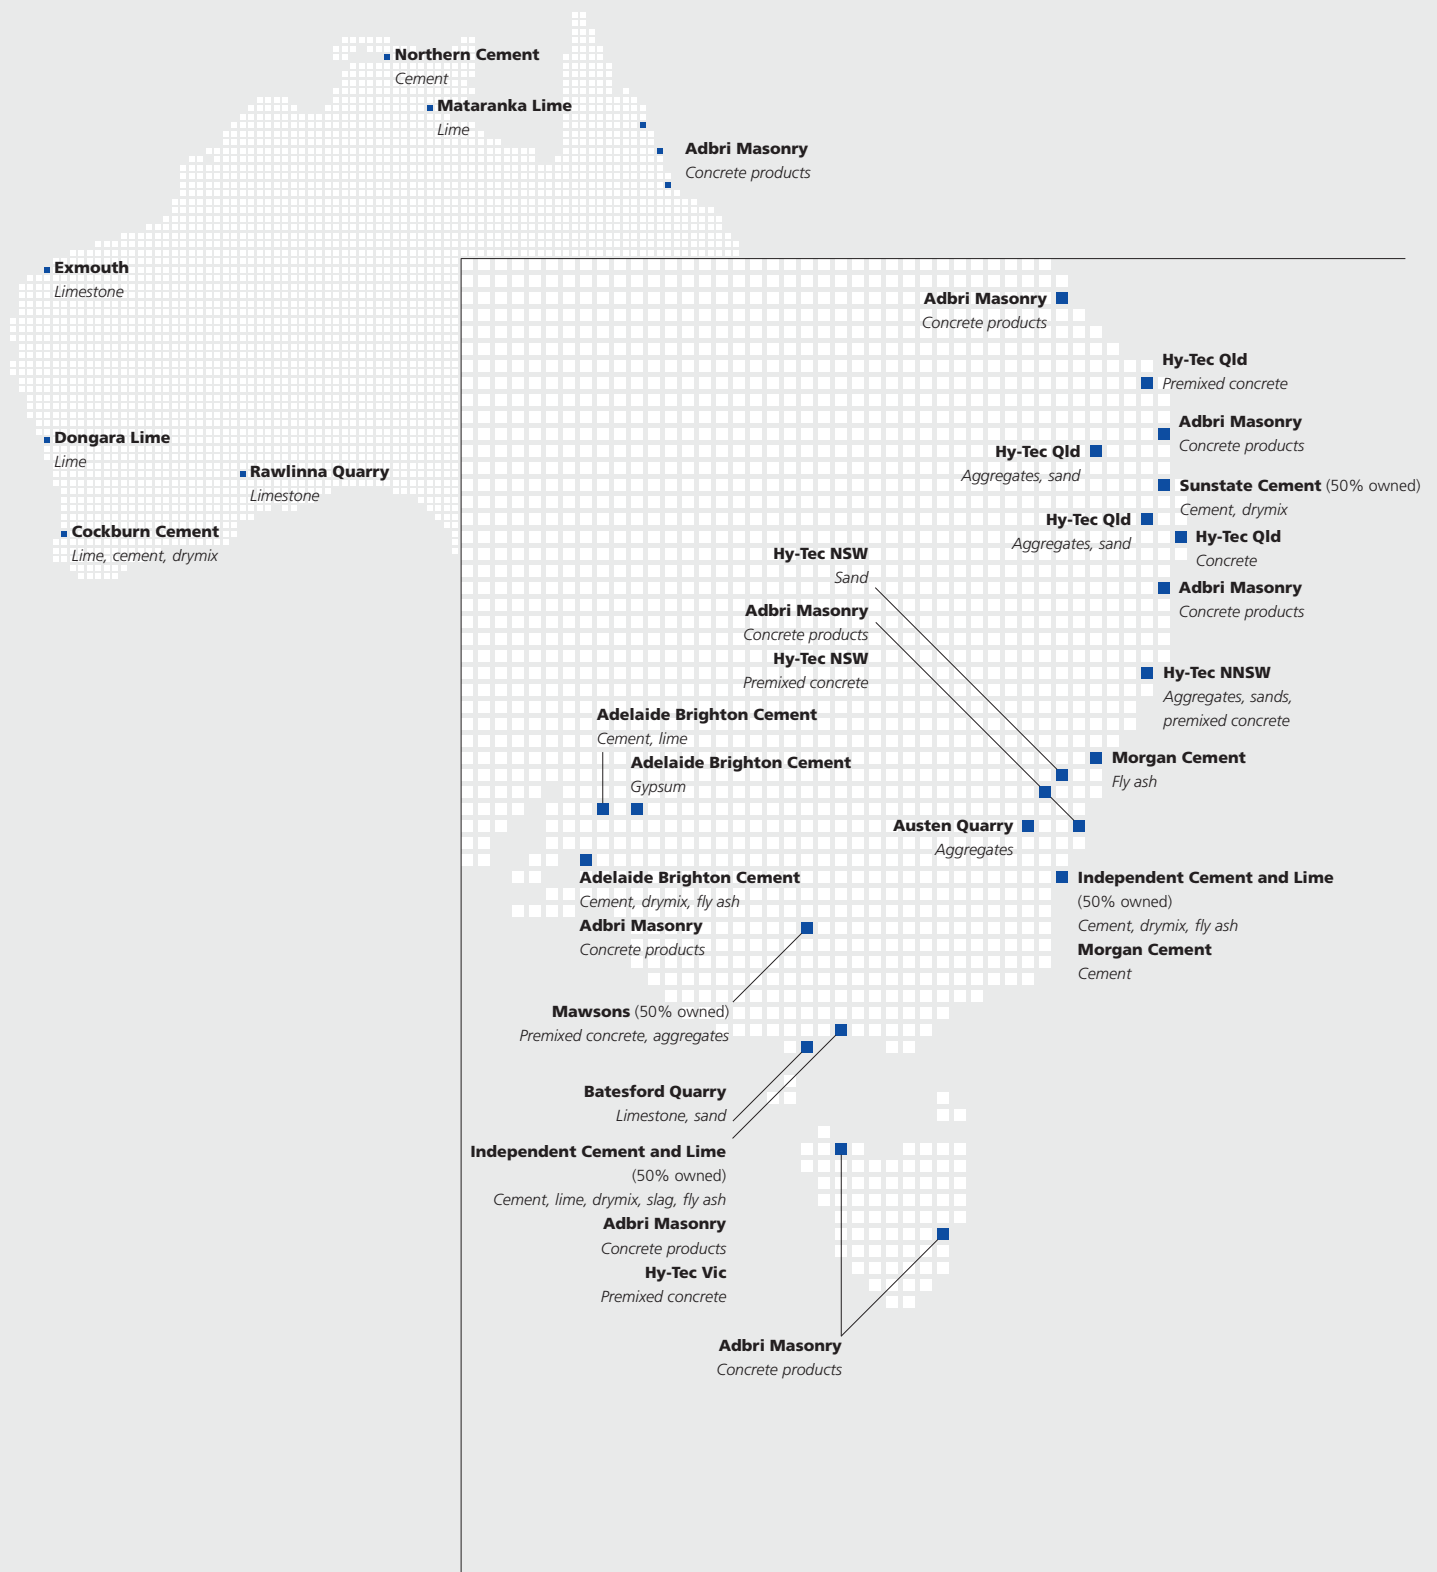 Northern Cement
Cement
Mataranka Lime
Lime
Adbri Masonry
Concrete products
Exmouth
Limestone
Dongara Lime
Lime
Rawlinna Quarry
Limestone
Cockburn Cement
Lime, cement, drymix
Adbri Masonry
Concrete products
Hy-Tec Qld
Premixed concrete
Adbri Masonry
Concrete products
Hy-Tec Qld
Aggregates, sand
Sunstate Cement (50% owned)
Cement, drymix
Hy-Tec Qld
Aggregates, sand
Hy-Tec Qld
Concrete
Hy-Tec NSW
Sand
Adbri Masonry
Concrete products
Adbri Masonry
Concrete products
Hy-Tec NSW
Premixed concrete
Hy-Tec NNSW
Aggregates, sands,
premixed concrete
Adelaide Brighton Cement
Cement, lime
Adelaide Brighton Cement
Gypsum
Morgan Cement
Fly ash
Austen Quarry
Aggregates
Adelaide Brighton Cement
Cement, drymix, fly ash
Adbri Masonry
Concrete products
Independent Cement and Lime
(50% owned)
Cement, drymix, fly ash
Morgan Cement
Cement
Mawsons (50% owned)
Premixed concrete, aggregates
Batesford Quarry
Limestone, sand
Independent Cement and Lime
(50% owned)
Cement, lime, drymix, slag, fly ash
Adbri Masonry
Concrete products
Hy-Tec Vic
Premixed concrete
Adbri Masonry
Concrete products